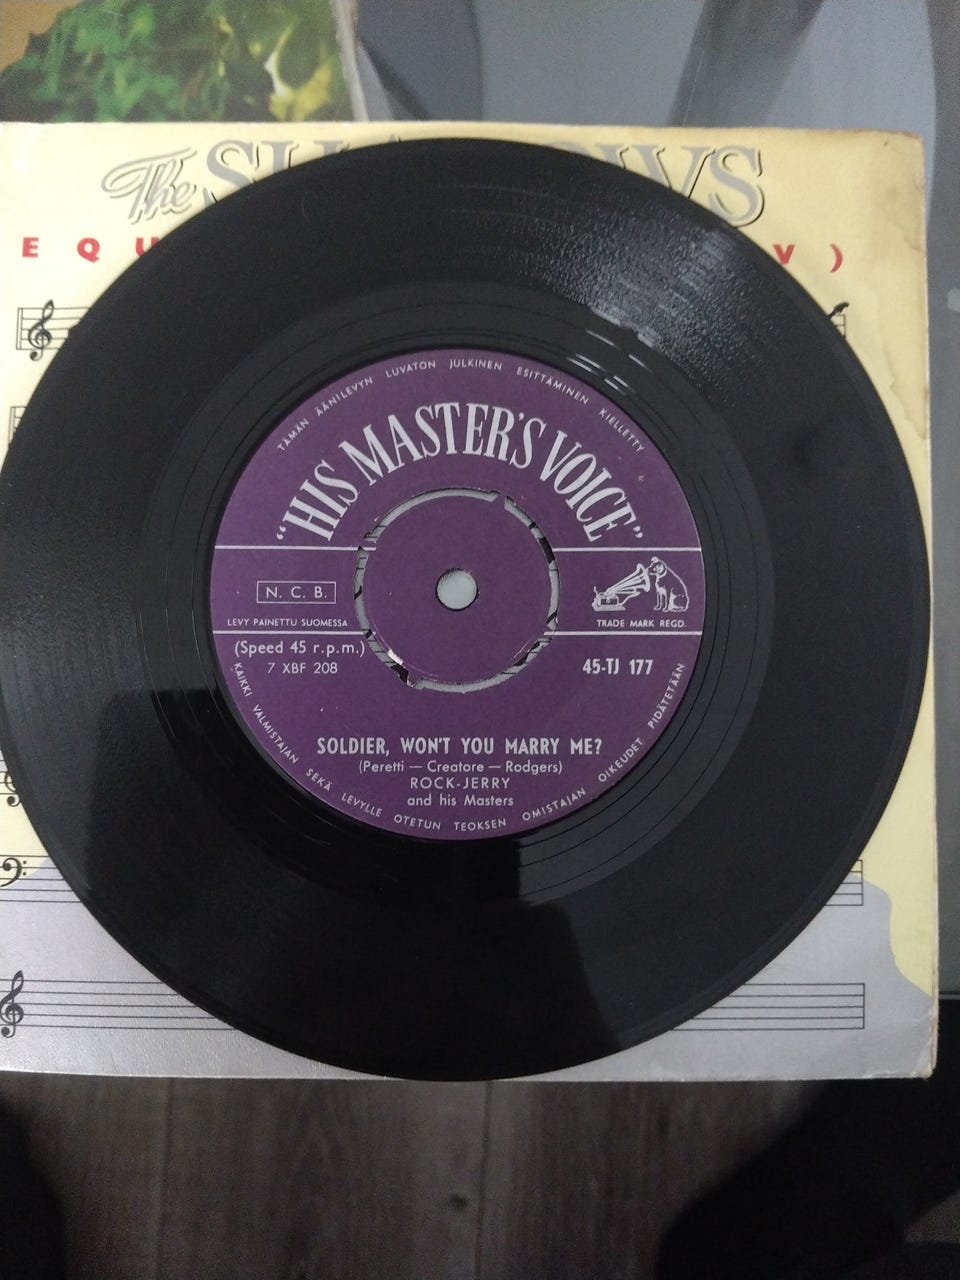 The SHADOWS
E Q U V )
TÄMÄN ÄÄNILEVYN LUVATON JULKINEN ESITTÄMINEN KIELLETTY
"HIS MASTER'S VOICE"
N. C. B.
LEVY PAINETTU SUOMESSA
TRADE MARK REGD.
(Speed 45 r.p.m.)
7 XBF 208
45-TJ 177
SOLDIER, WON'T YOU MARRY ME?
(Peretti — Creatore — Rodgers)
ROCK-JERRY
and his Masters
KAIKKI VALMISTAJAN SEKÄ LEVYLLE OTETUN TEOKSEN OMISTAJAN OIKEUDET PIDÄTETÄÄN